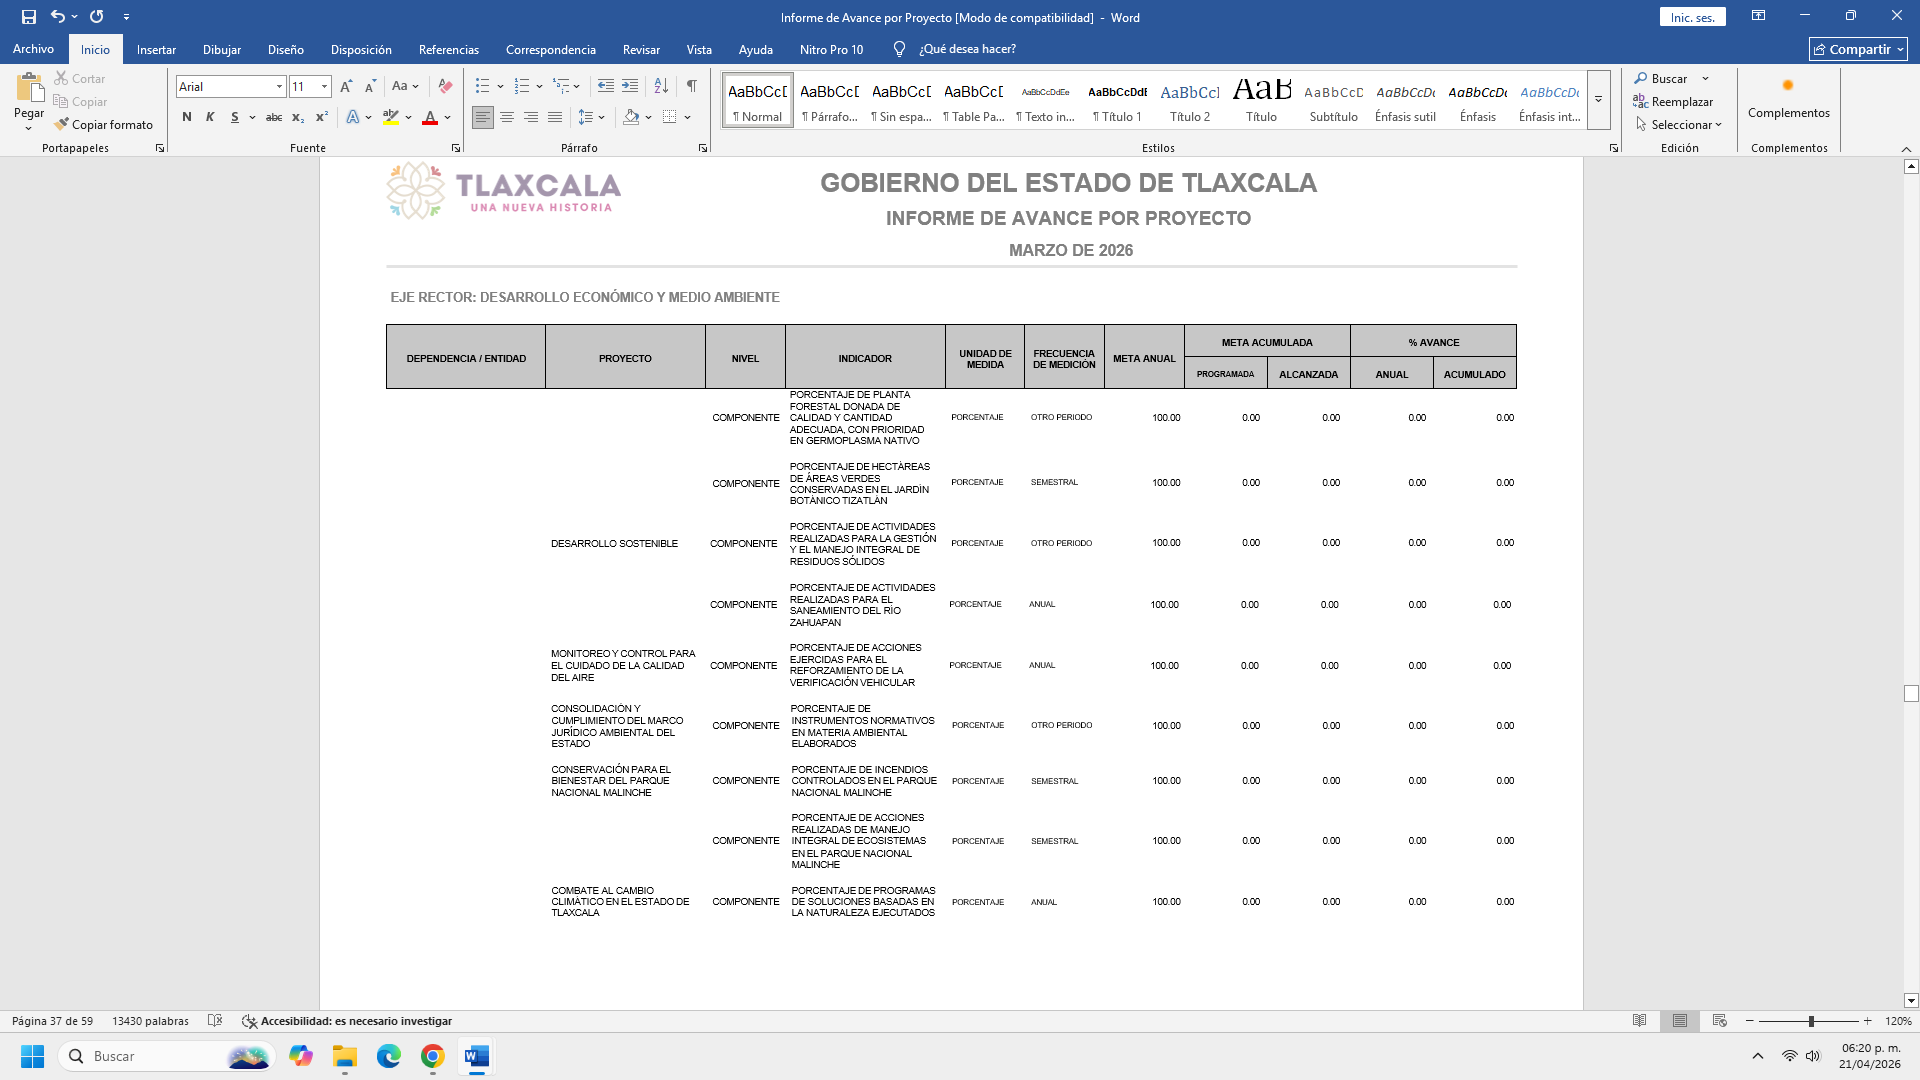 Informe de Avance por Proyecto [Modo de compatibilidad] - Word
Inic. ses.
Archivo Inicio Insertar Dibujar Diseño Disposición Referencias Correspondencia Revisar Vista Ayuda Nitro Pro 10 ¿Qué desea hacer? Compartir
Pegar
Cortar
Copiar
Copiar formato
Portapapeles
Arial 11
Aa
N K S abc x₂ x² A A
Fuente
Párrafo
AaBbCcD AaBbCcD AaBbCcD AaBbCcD AaBbCcDdEe AaBbCcDdE AaBbCcI AaB AaBbCcD AaBbCcDc AaBbCcDc AaBbCcDc
¶ Normal ¶ Párrafo... ¶ Sin espa... ¶ Table Pa... ¶ Texto in... ¶ Título 1 Título 2 Título Subtítulo Énfasis sutil Énfasis Énfasis int...
Estilos
Buscar
Reemplazar
Seleccionar
Edición
Complementos
Complementos
TLAXCALA
UNA NUEVA HISTORIA
GOBIERNO DEL ESTADO DE TLAXCALA
INFORME DE AVANCE POR PROYECTO
MARZO DE 2026
EJE RECTOR: DESARROLLO ECONÓMICO Y MEDIO AMBIENTE
DEPENDENCIA / ENTIDAD PROYECTO NIVEL INDICADOR UNIDAD DE MEDIDA FRECUENCIA DE MEDICIÓN META ANUAL META ACUMULADA % AVANCE
PROGRAMADA ALCANZADA ANUAL ACUMULADO
PORCENTAJE DE PLANTA
FORESTAL DONADA DE
CALIDAD Y CANTIDAD
ADECUADA, CON PRIORIDAD
EN GERMOPLASMA NATIVO
COMPONENTE PORCENTAJE OTRO PERIODO 100.00 0.00 0.00 0.00 0.00
PORCENTAJE DE HECTÁREAS
DE ÁREAS VERDES
CONSERVADAS EN EL JARDÍN
BOTÁNICO TIZATLÁN
COMPONENTE PORCENTAJE SEMESTRAL 100.00 0.00 0.00 0.00 0.00
PORCENTAJE DE ACTIVIDADES
REALIZADAS PARA LA GESTIÓN
Y EL MANEJO INTEGRAL DE
RESIDUOS SÓLIDOS
DESARROLLO SOSTENIBLE COMPONENTE PORCENTAJE OTRO PERIODO 100.00 0.00 0.00 0.00 0.00
PORCENTAJE DE ACTIVIDADES
REALIZADAS PARA EL
SANEAMIENTO DEL RÍO
ZAHUAPAN
COMPONENTE PORCENTAJE ANUAL 100.00 0.00 0.00 0.00 0.00
MONITOREO Y CONTROL PARA
EL CUIDADO DE LA CALIDAD
DEL AIRE
COMPONENTE
PORCENTAJE DE ACCIONES
EJERCIDAS PARA EL
REFORZAMIENTO DE LA
VERIFICACIÓN VEHICULAR
PORCENTAJE ANUAL 100.00 0.00 0.00 0.00 0.00
CONSOLIDACIÓN Y
CUMPLIMIENTO DEL MARCO
JURÍDICO AMBIENTAL DEL
ESTADO
COMPONENTE
PORCENTAJE DE
INSTRUMENTOS NORMATIVOS
EN MATERIA AMBIENTAL
ELABORADOS
PORCENTAJE OTRO PERIODO 100.00 0.00 0.00 0.00 0.00
CONSERVACIÓN PARA EL
BIENESTAR DEL PARQUE
NACIONAL MALINCHE
COMPONENTE
PORCENTAJE DE INCENDIOS
CONTROLADOS EN EL PARQUE
NACIONAL MALINCHE
PORCENTAJE SEMESTRAL 100.00 0.00 0.00 0.00 0.00
PORCENTAJE DE ACCIONES
REALIZADAS DE MANEJO
INTEGRAL DE ECOSISTEMAS
EN EL PARQUE NACIONAL
MALINCHE
COMPONENTE PORCENTAJE SEMESTRAL 100.00 0.00 0.00 0.00 0.00
COMBATE AL CAMBIO
CLIMÁTICO EN EL ESTADO DE
TLAXCALA
COMPONENTE
PORCENTAJE DE PROGRAMAS
DE SOLUCIONES BASADAS EN
LA NATURALEZA EJECUTADOS
PORCENTAJE ANUAL 100.00 0.00 0.00 0.00 0.00
Página 37 de 59 13430 palabras Accesibilidad: es necesario investigar 120%
Buscar
06:20 p. m.
21/04/2026